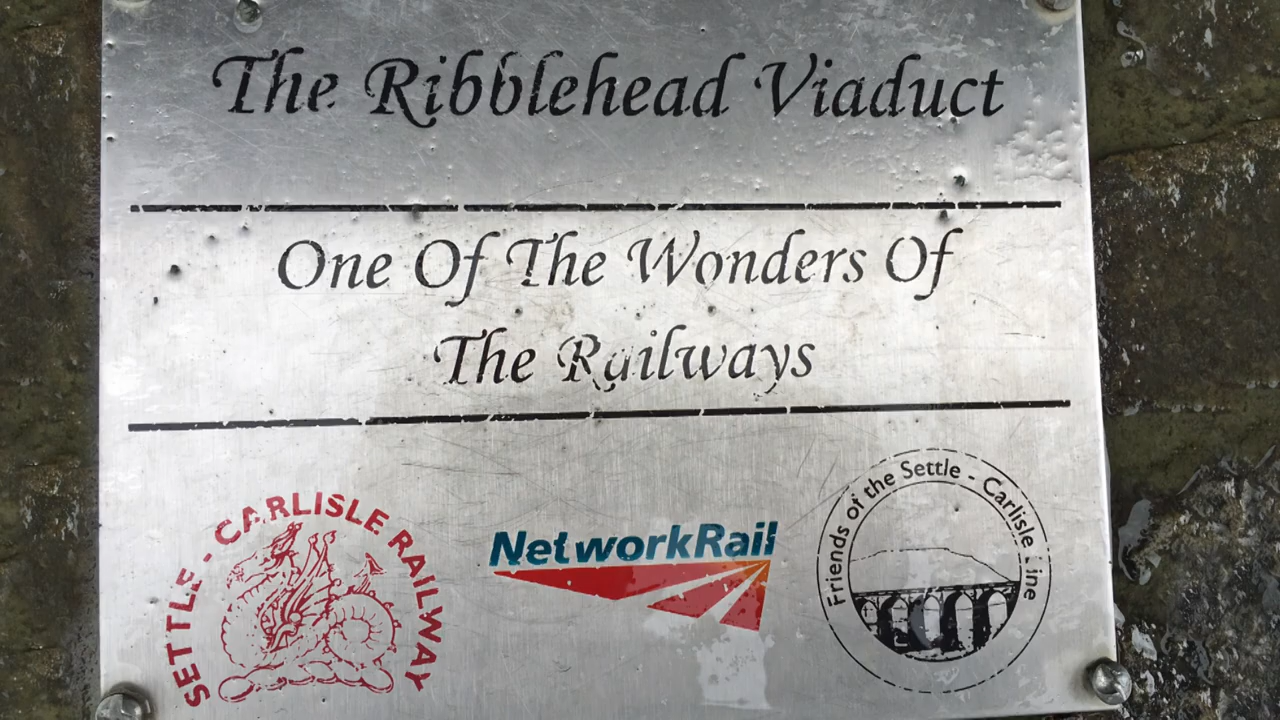 The Ribblehead Viaduct
One Of The Wonders Of
The Railways
SETTLE - CARLISLE RAILWAY
NetworkRail
Friends of the Settle - Carlisle Line